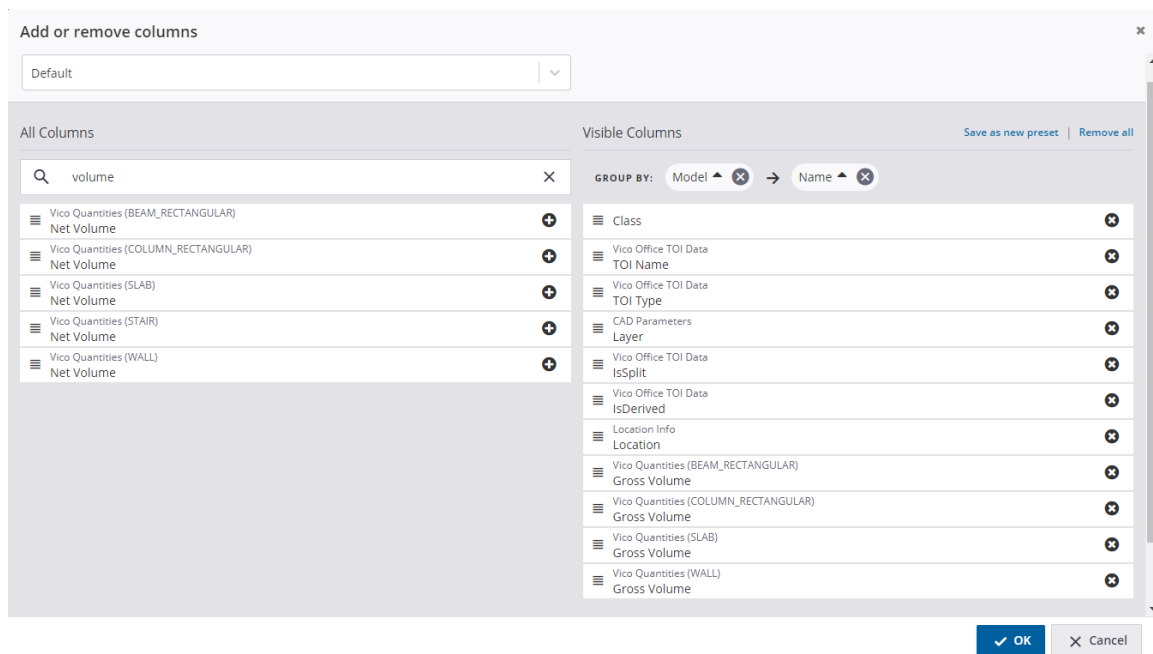 Add or remove columns
Default
All Columns
volume
Vico Quantities (BEAM_RECTANGULAR)
Net Volume
Vico Quantities (COLUMN_RECTANGULAR)
Net Volume
Vico Quantities (SLAB)
Net Volume
Vico Quantities (STAIR)
Net Volume
Vico Quantities (WALL)
Net Volume
Visible Columns
Save as new preset | Remove all
GROUP BY: Model → Name
Class
Vico Office TOI Data
TOI Name
Vico Office TOI Data
TOI Type
CAD Parameters
Layer
Vico Office TOI Data
IsSplit
Vico Office TOI Data
IsDerived
Location Info
Location
Vico Quantities (BEAM_RECTANGULAR)
Gross Volume
Vico Quantities (COLUMN_RECTANGULAR)
Gross Volume
Vico Quantities (SLAB)
Gross Volume
Vico Quantities (WALL)
Gross Volume
OK
Cancel